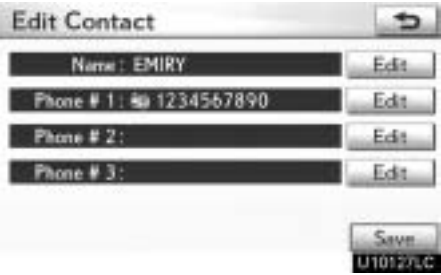 Edit Contact
Name: EMIRY Edit
Phone # 1: 1234567890 Edit
Phone # 2: Edit
Phone # 3: Edit
Save
U10127LC